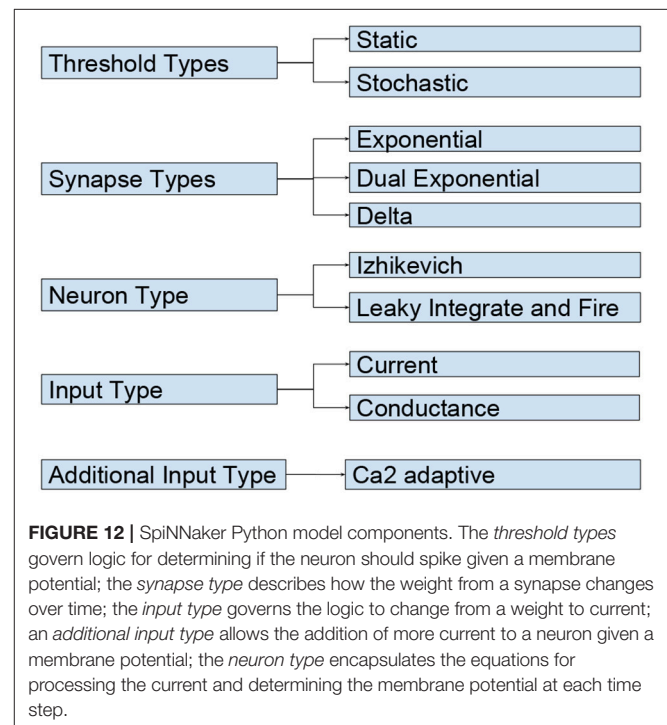 Threshold Types
Static
Stochastic
Synapse Types
Exponential
Dual Exponential
Delta
Neuron Type
Izhikevich
Leaky Integrate and Fire
Input Type
Current
Conductance
Additional Input Type
Ca2 adaptive
FIGURE 12 | SpiNNaker Python model components. The threshold types
govern logic for determining if the neuron should spike given a membrane
potential; the synapse type describes how the weight from a synapse changes
over time; the input type governs the logic to change from a weight to current;
an additional input type allows the addition of more current to a neuron given a
membrane potential; the neuron type encapsulates the equations for
processing the current and determining the membrane potential at each time
step.